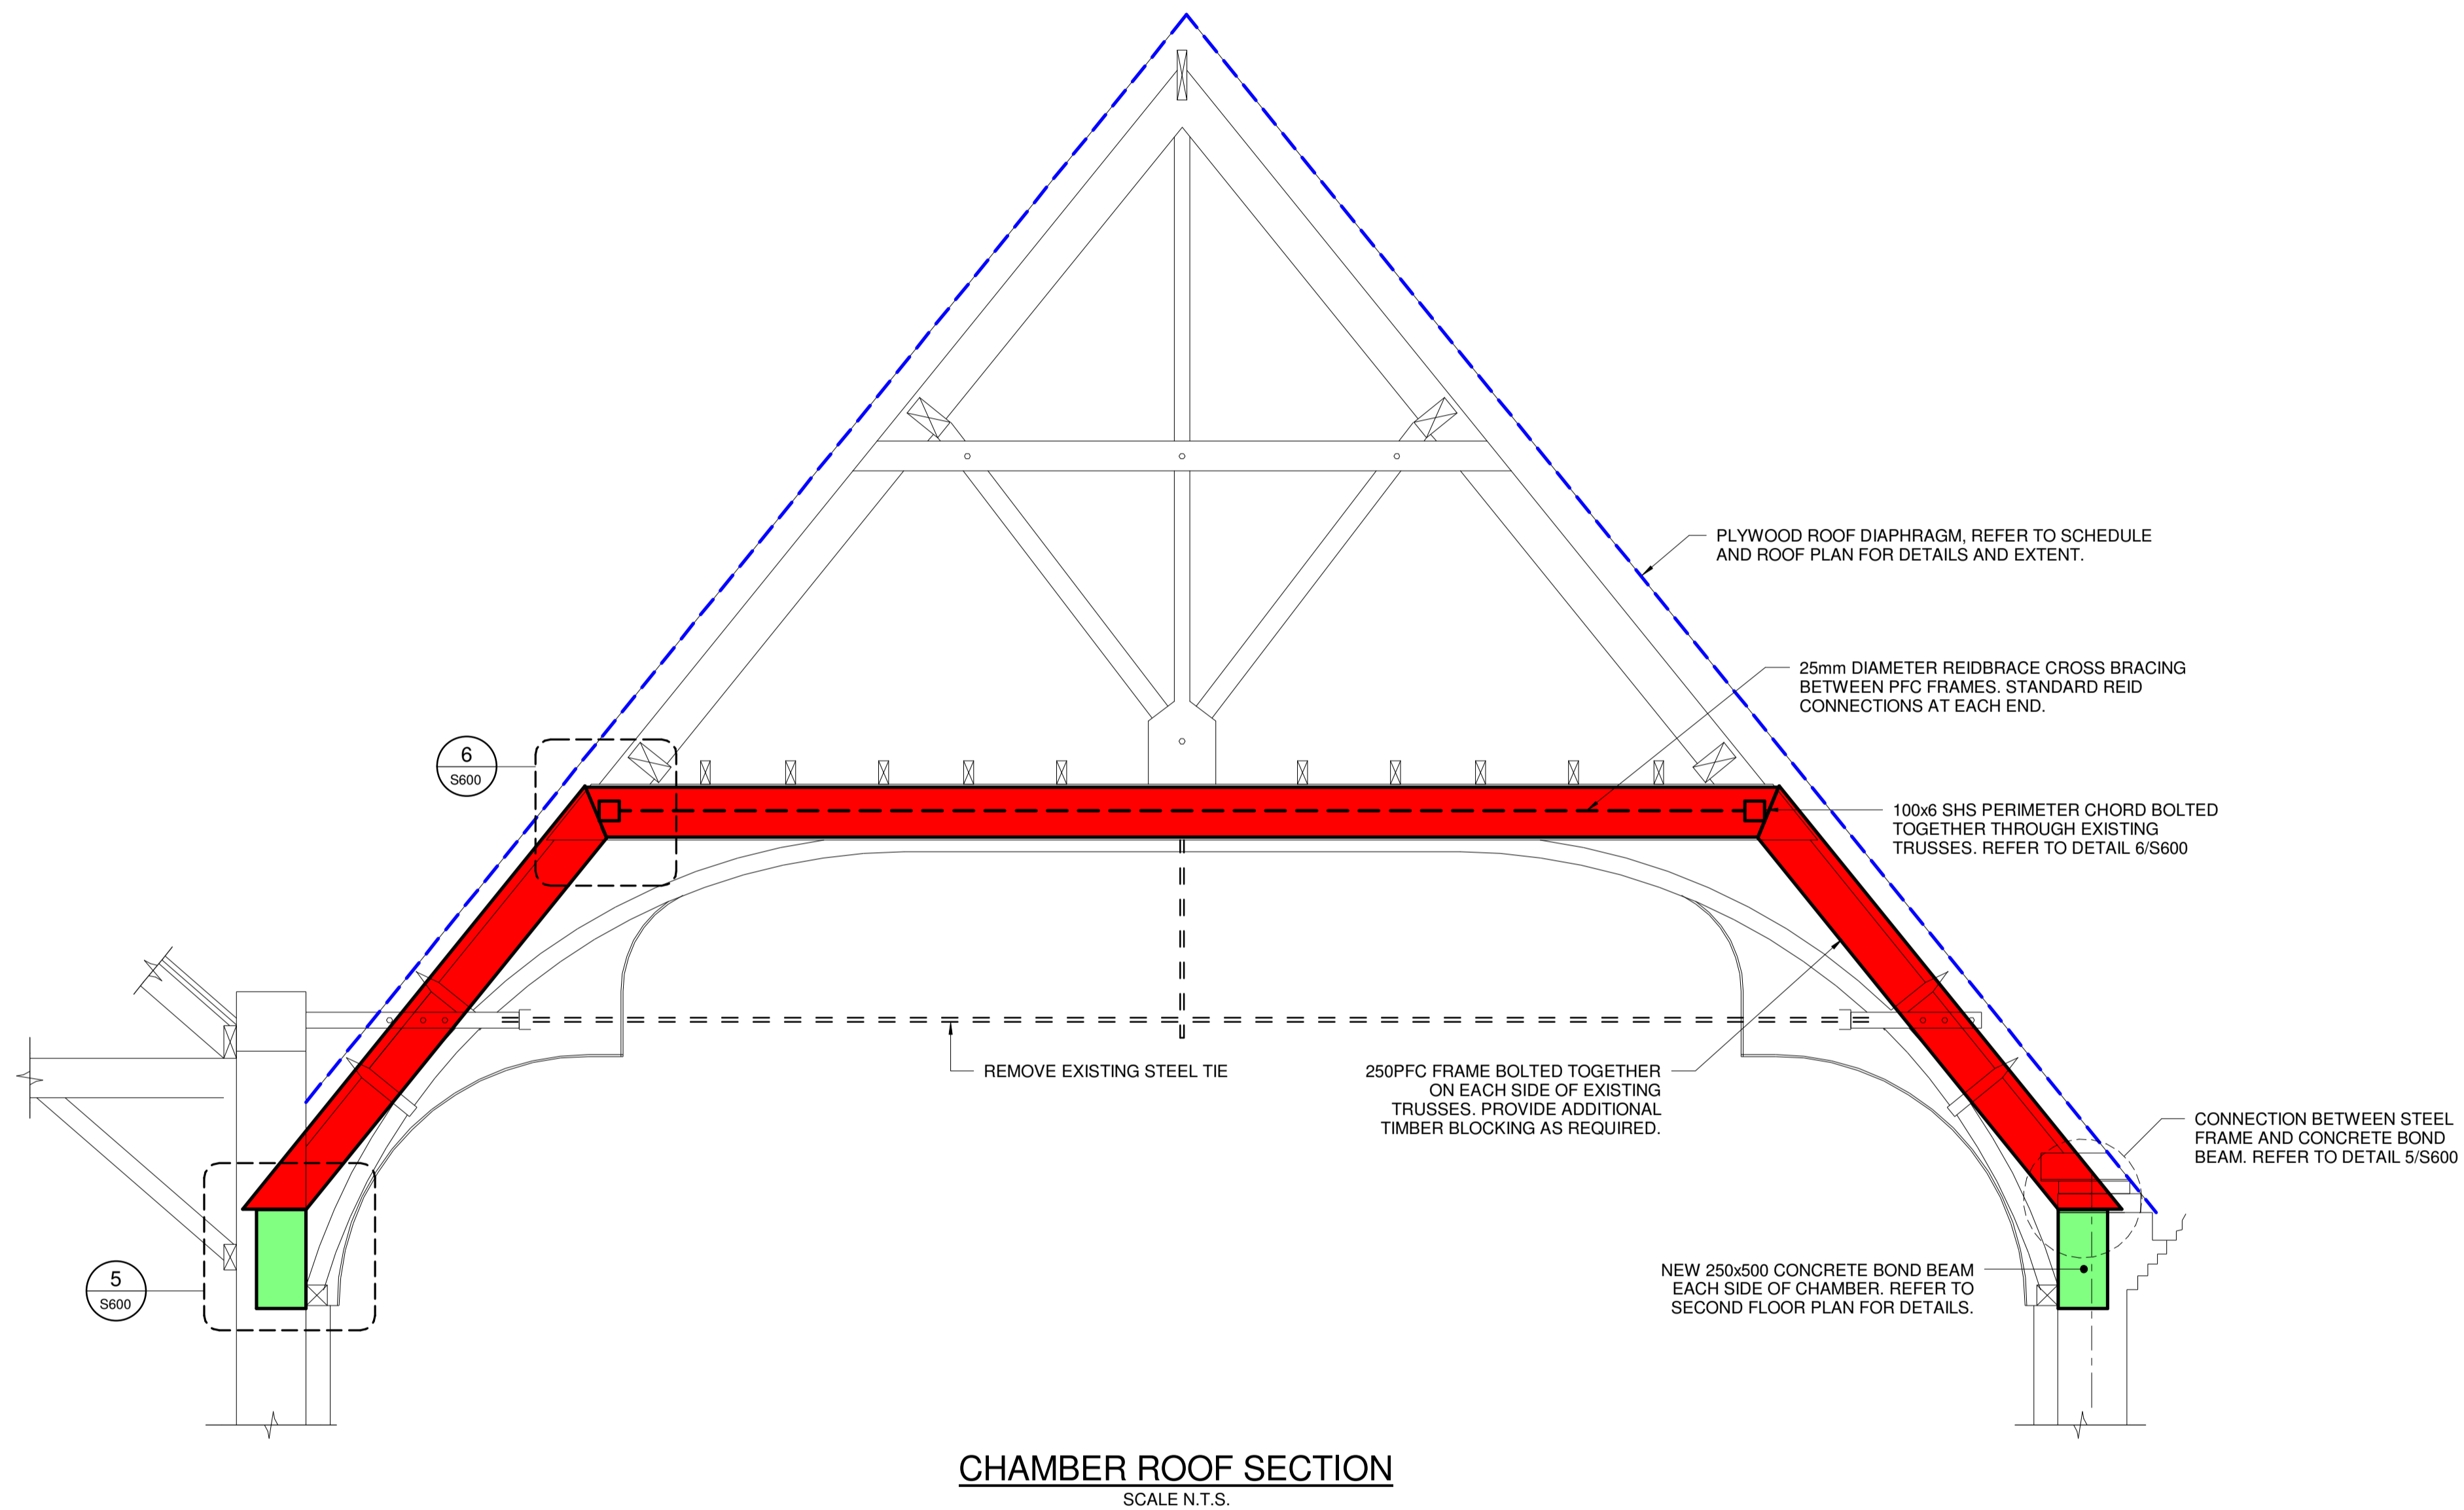 PLYWOOD ROOF DIAPHRAGM, REFER TO SCHEDULE
AND ROOF PLAN FOR DETAILS AND EXTENT.
25mm DIAMETER REIDBRACE CROSS BRACING
BETWEEN PFC FRAMES. STANDARD REID
CONNECTIONS AT EACH END.
6
S600
100x6 SHS PERIMETER CHORD BOLTED
TOGETHER THROUGH EXISTING
TRUSSES. REFER TO DETAIL 6/S600
REMOVE EXISTING STEEL TIE
250PFC FRAME BOLTED TOGETHER
ON EACH SIDE OF EXISTING
TRUSSES. PROVIDE ADDITIONAL
TIMBER BLOCKING AS REQUIRED.
CONNECTION BETWEEN STEEL
FRAME AND CONCRETE BOND
BEAM. REFER TO DETAIL 5/S600
5
S600
NEW 250x500 CONCRETE BOND BEAM
EACH SIDE OF CHAMBER. REFER TO
SECOND FLOOR PLAN FOR DETAILS.
CHAMBER ROOF SECTION
SCALE N.T.S.